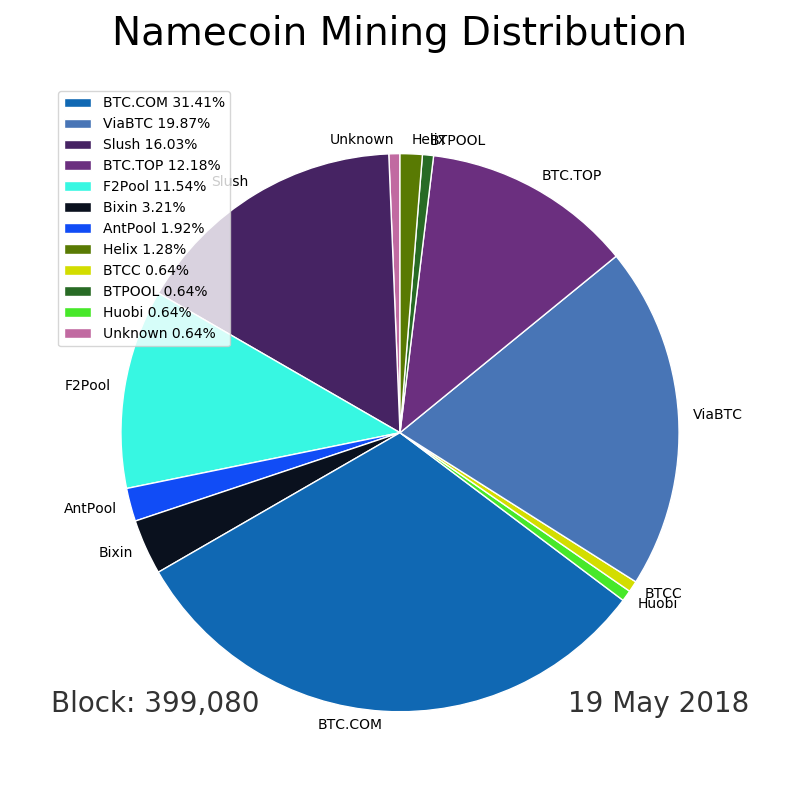 Namecoin Mining Distribution
BTC.COM 31.41%
ViaBTC 19.87%
Slush 16.03%
BTC.TOP 12.18%
F2Pool 11.54%
Bixin 3.21%
AntPool 1.92%
Helix 1.28%
BTCC 0.64%
BTPOOL 0.64%
Huobi 0.64%
Unknown 0.64%
Unknown
Helix
BTPOOL
BTC.TOP
Slush
F2Pool
ViaBTC
AntPool
Bixin
BTCC
Huobi
BTC.COM
Block: 399,080
19 May 2018